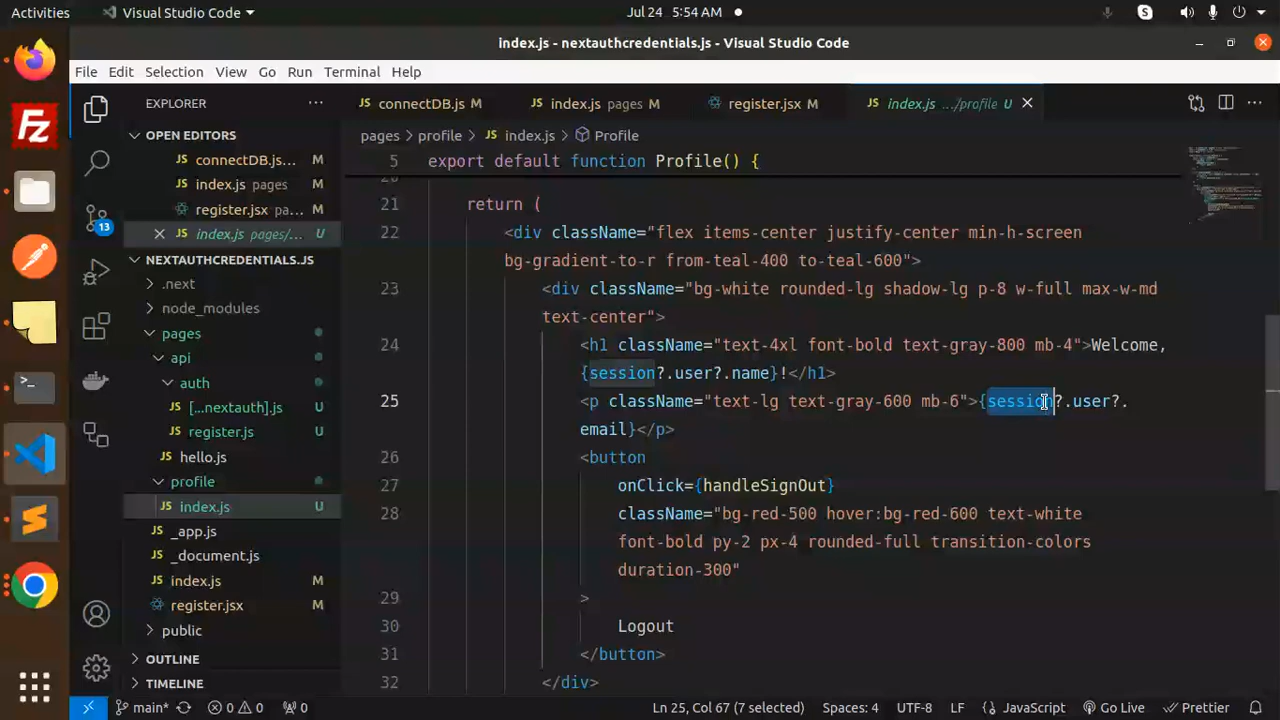 Activities
Visual Studio Code
Jul 24 5:54 AM
index.js - nextauthcredentials.js - Visual Studio Code
File Edit Selection View Go Run Terminal Help
EXPLORER
OPEN EDITORS
connectDB.js... M
index.js pages M
register.jsx pa... M
index.js pages/... U
NEXTAUTHCREDENTIALS.JS
.next
node_modules
pages
api
auth
[...nextauth].js U
register.js U
hello.js
profile
index.js U
_app.js
_document.js
index.js M
register.jsx M
public
OUTLINE
TIMELINE
13
JS connectDB.js M
JS index.js pages M
register.jsx M
JS index.js .../profile U
pages > profile > JS index.js > Profile
5 export default function Profile() {
20
21 return (
22 <div className="flex items-center justify-center min-h-screen
bg-gradient-to-r from-teal-400 to-teal-600">
23 <div className="bg-white rounded-lg shadow-lg p-8 w-full max-w-md
text-center">
24 <h1 className="text-4xl font-bold text-gray-800 mb-4">Welcome,
{session?.user?.name}!</h1>
25 <p className="text-lg text-gray-600 mb-6">{session?.user?.
email}</p>
26 <button
27 onClick={handleSignOut}
28 className="bg-red-500 hover:bg-red-600 text-white
font-bold py-2 px-4 rounded-full transition-colors
duration-300"
29 >
30 Logout
31 </button>
32 </div>
main* 0 0 0
Ln 25, Col 67 (7 selected) Spaces: 4 UTF-8 LF JavaScript Go Live Prettier